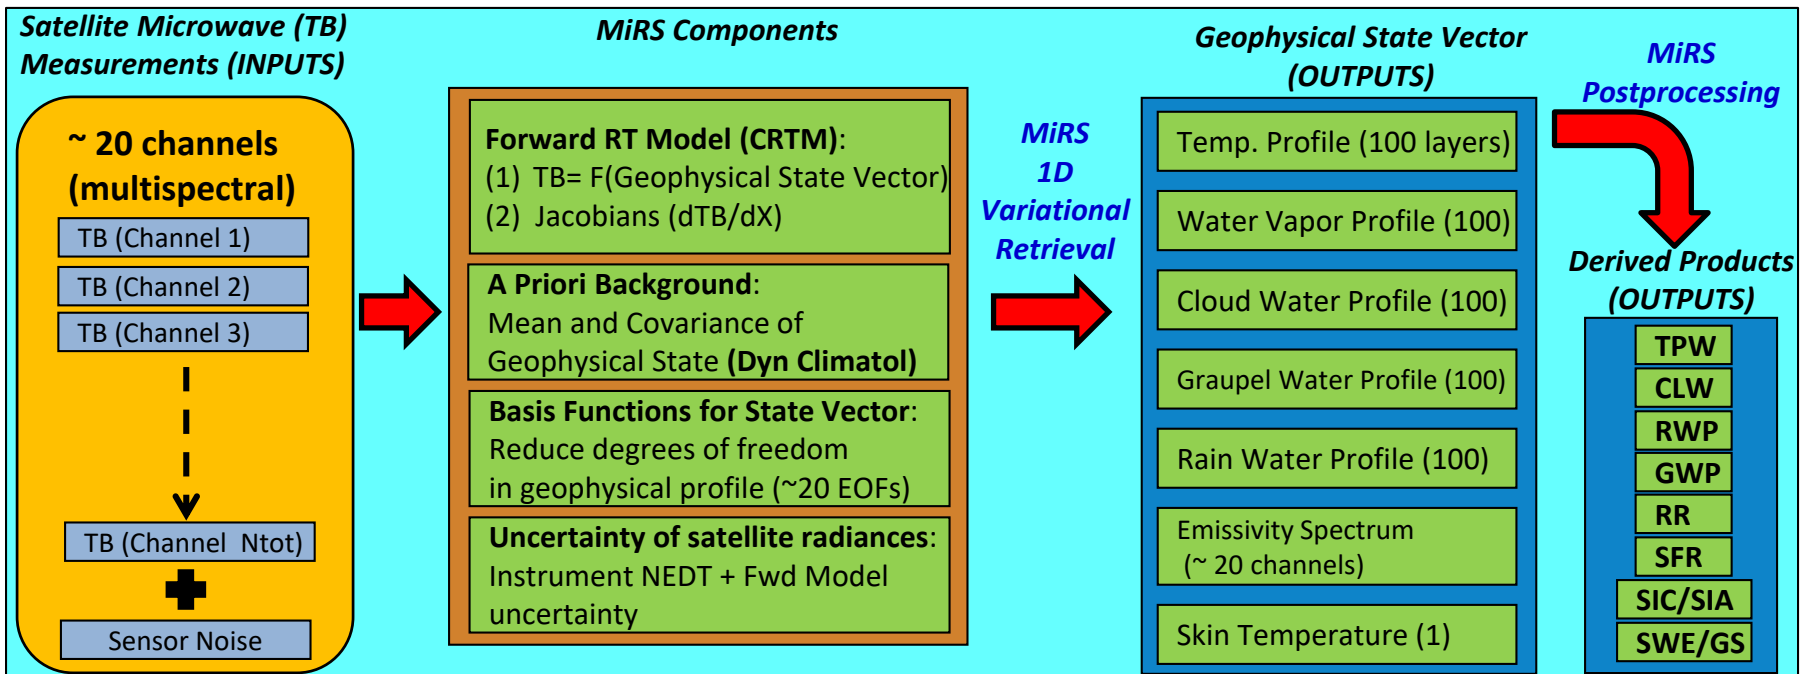 Satellite Microwave (TB)
Measurements (INPUTS)
~ 20 channels
(multispectral)
TB (Channel 1)
TB (Channel 2)
TB (Channel 3)
TB (Channel Ntot)
Sensor Noise
MiRS Components
Forward RT Model (CRTM):
(1) TB= F(Geophysical State Vector)
(2) Jacobians (dTB/dX)
A Priori Background:
Mean and Covariance of
Geophysical State (Dyn Climatol)
Basis Functions for State Vector:
Reduce degrees of freedom
in geophysical profile (~20 EOFs)
Uncertainty of satellite radiances:
Instrument NEDT + Fwd Model
uncertainty
MiRS
1D
Variational
Retrieval
Geophysical State Vector
(OUTPUTS)
Temp. Profile (100 layers)
Water Vapor Profile (100)
Cloud Water Profile (100)
Graupel Water Profile (100)
Rain Water Profile (100)
Emissivity Spectrum
(~ 20 channels)
Skin Temperature (1)
MiRS
Postprocessing
Derived Products
(OUTPUTS)
TPW
CLW
RWP
GWP
RR
SFR
SIC/SIA
SWE/GS